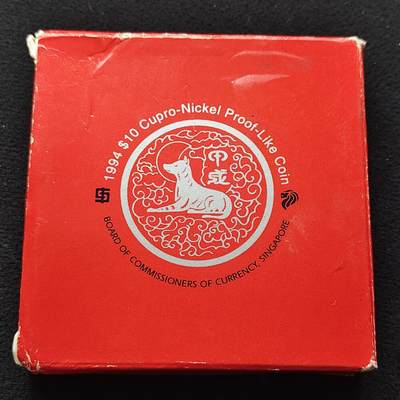 1994 $10 Cupro-Nickel Proof-Like Coin
甲戌
BOARD OF COMMISSIONERS OF CURRENCY, SINGAPORE